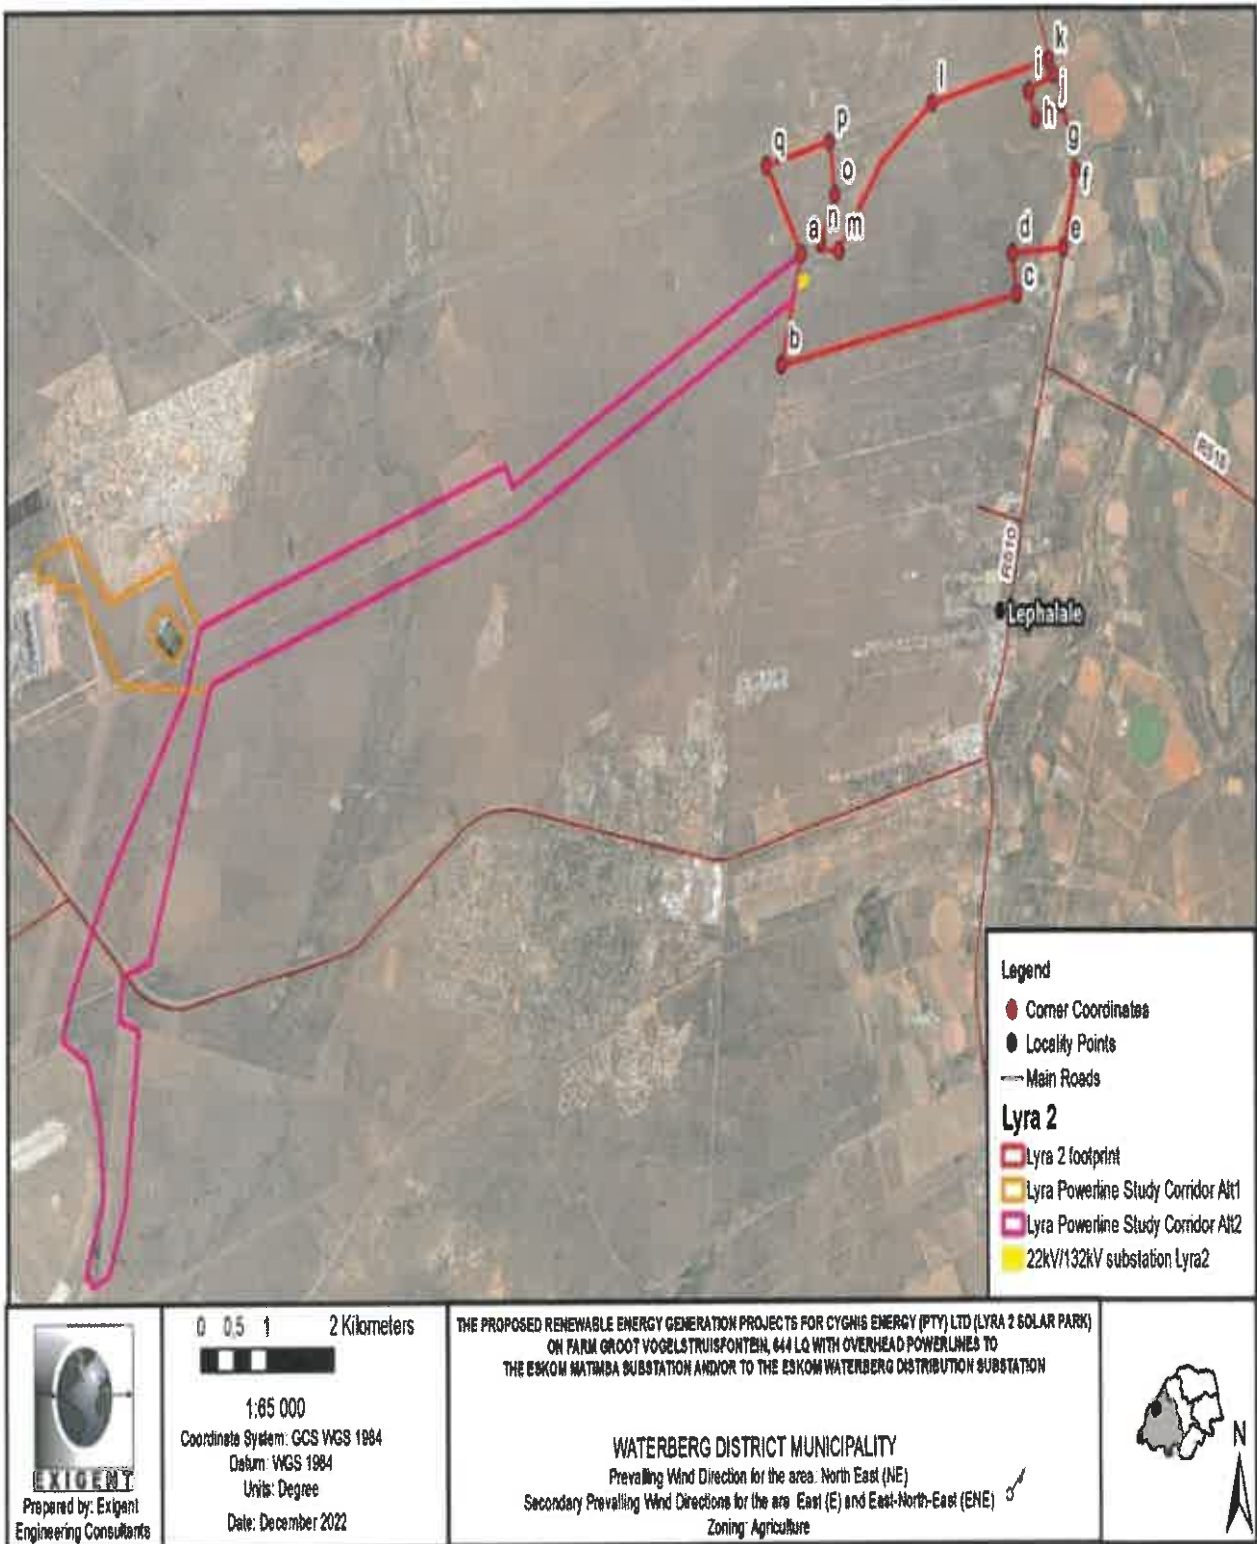 k
i
j
l
h
p
g
q
f
o
n
a
m
d
e
c
b
R510
Lephalale
Legend
Corner Coordinates
Locality Points
Main Roads
Lyra 2
Lyra 2 footprint
Lyra Powerline Study Corridor Alt1
Lyra Powerline Study Corridor Alt2
22kV/132kV substation Lyra2
EXIGENT
Prepared by: Exigent
Engineering Consultants
0 0,5 1 2 Kilometers
1:65 000
Coordinate System: GCS WGS 1984
Datum: WGS 1984
Units: Degree
Date: December 2022
THE PROPOSED RENEWABLE ENERGY GENERATION PROJECTS FOR CYGNIS ENERGY (PTY) LTD (LYRA 2 SOLAR PARK)
ON FARM GROOT VOGELSTRUISFONTEIN, 644 LQ WITH OVERHEAD POWERLINES TO
THE ESKOM MATIMBA SUBSTATION AND/OR TO THE ESKOM WATERBERG DISTRIBUTION SUBSTATION
WATERBERG DISTRICT MUNICIPALITY
Prevailing Wind Direction for the area: North East (NE)
Secondary Prevailing Wind Directions for the are East (E) and East-North-East (ENE)
Zoning: Agriculture
N